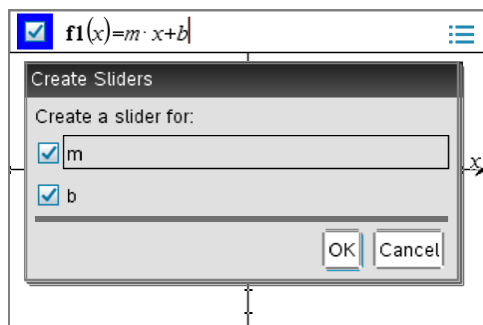 f1(x)=m· x+b
Create Sliders
Create a slider for:
m
x
b
OK Cancel